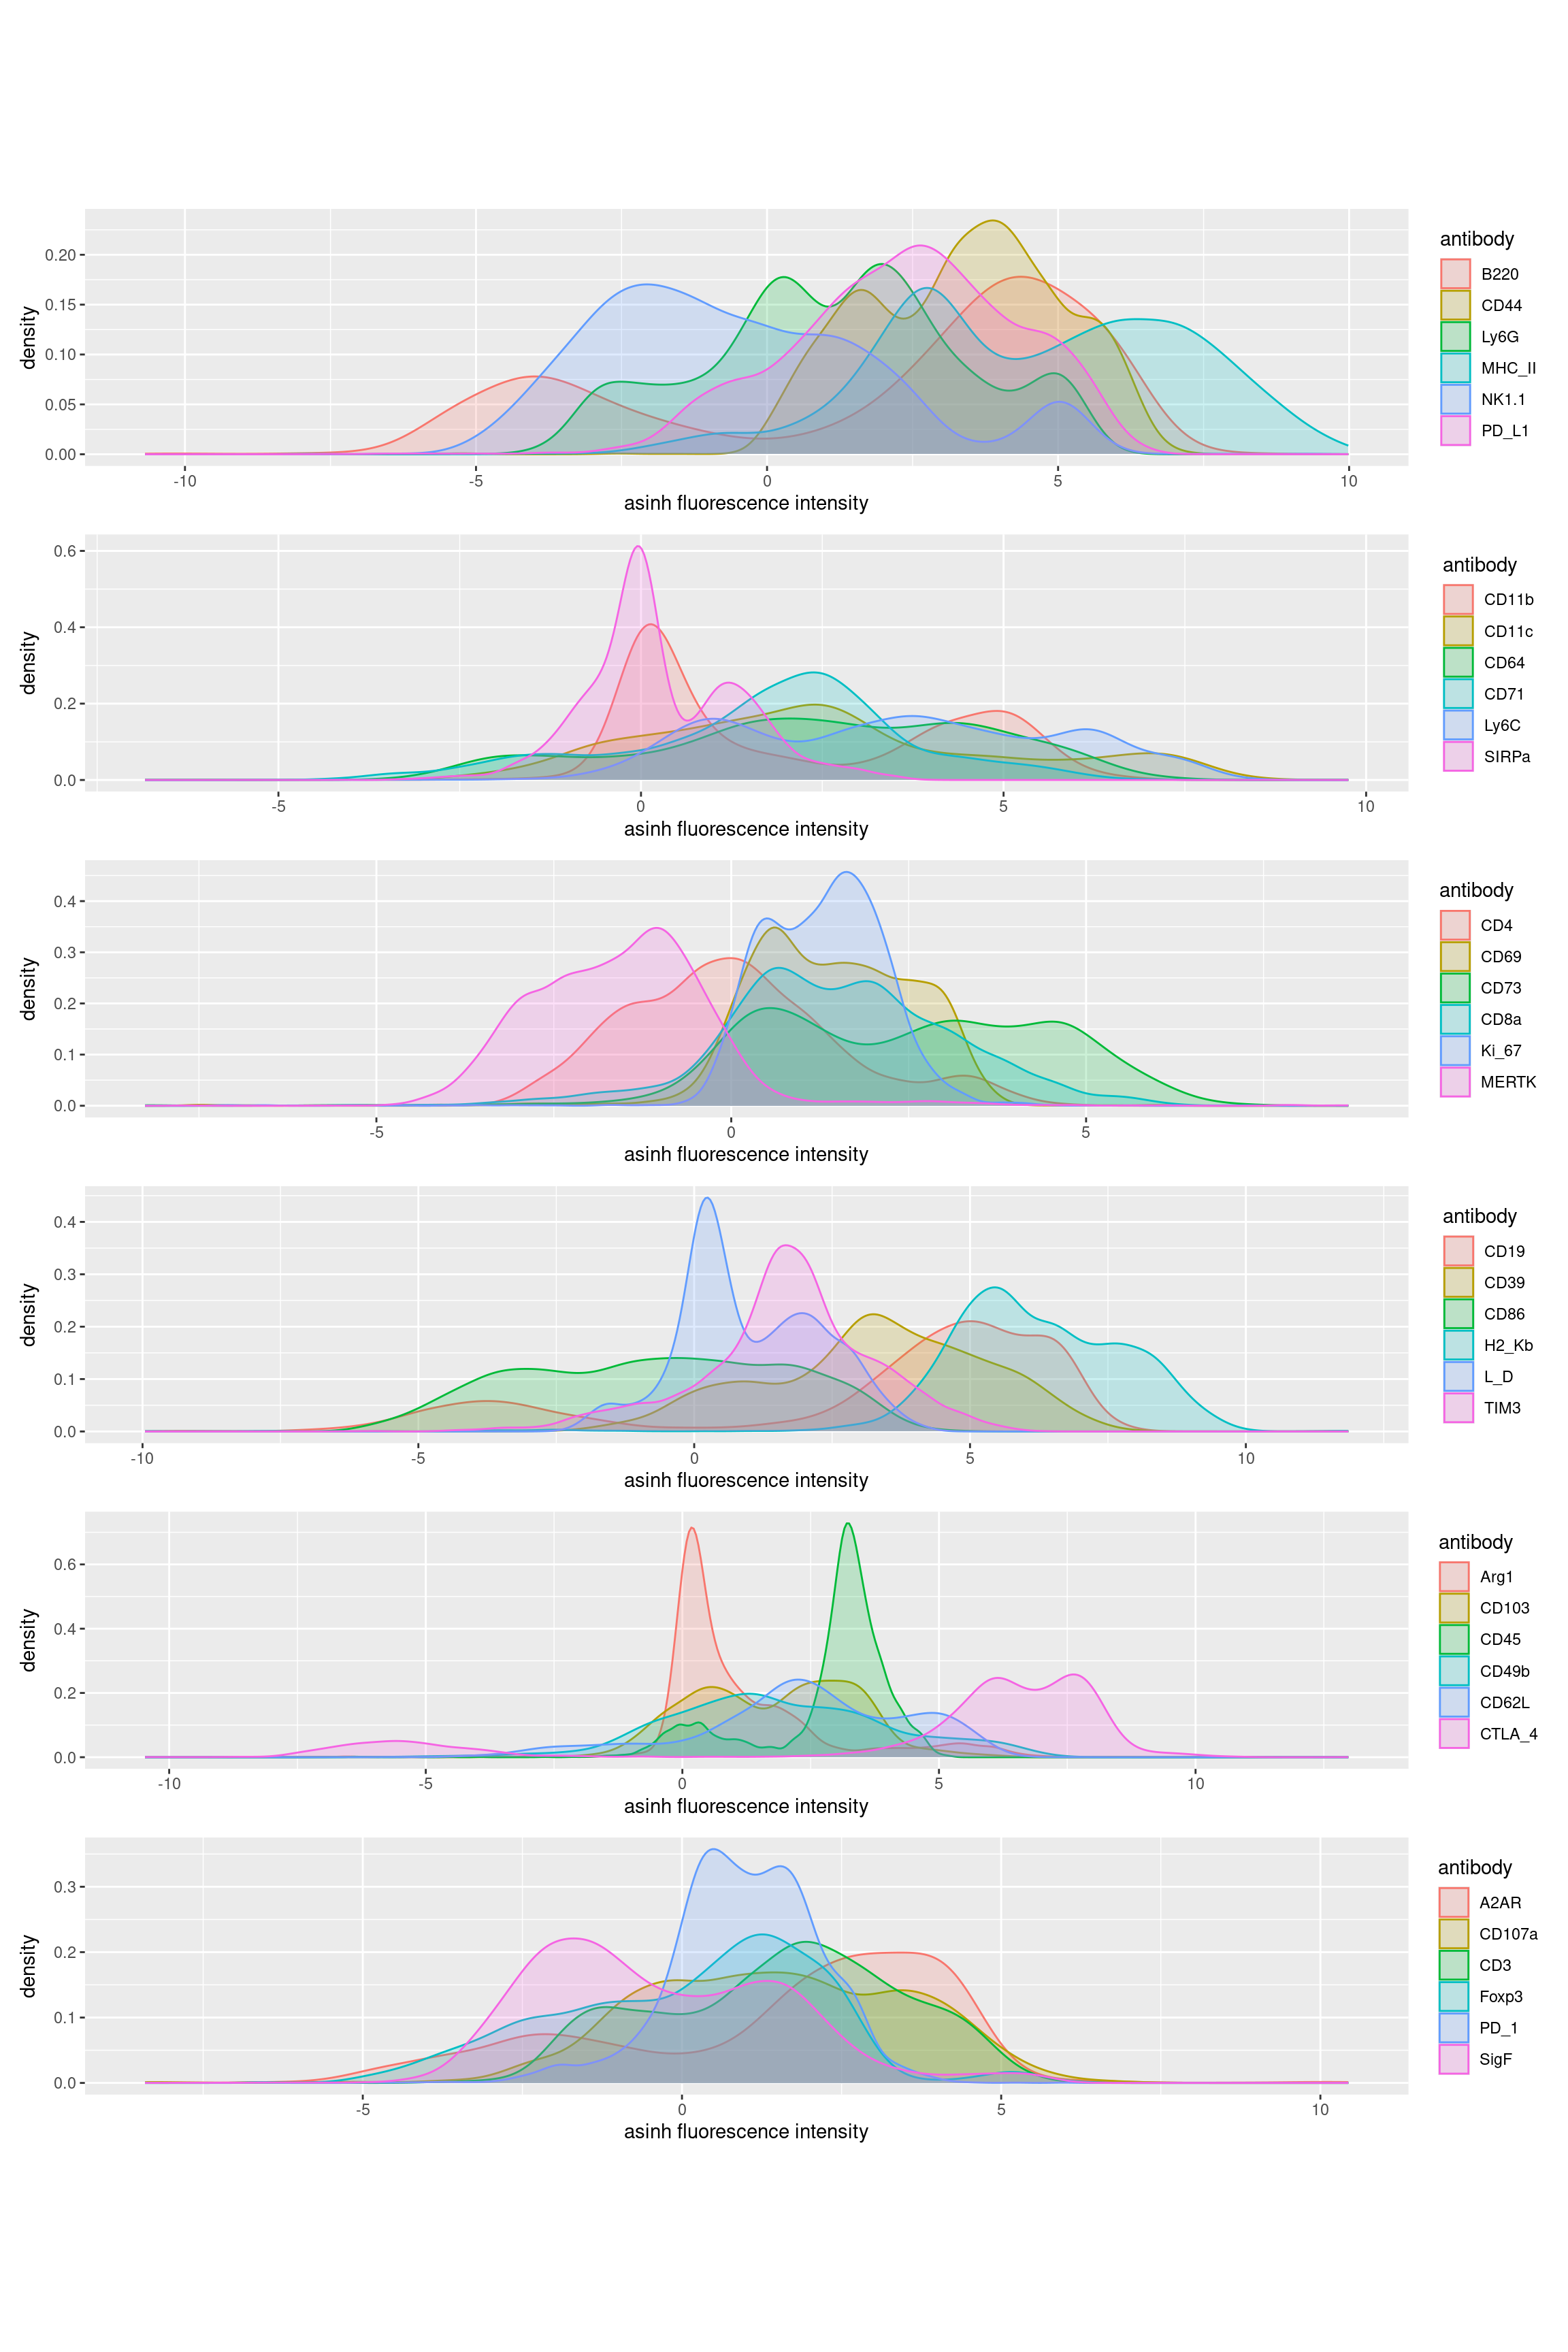 antibody
B220
CD44
Ly6G
MHC_II
NK1.1
PD_L1
density
0.20
0.15
0.10
0.05
0.00
-10 -5 0 5 10
asinh fluorescence intensity
antibody
CD11b
CD11c
CD64
CD71
Ly6C
SIRPa
density
0.6
0.4
0.2
0.0
-5 0 5 10
asinh fluorescence intensity
antibody
CD4
CD69
CD73
CD8a
Ki_67
MERTK
density
0.4
0.3
0.2
0.1
0.0
-5 0 5
asinh fluorescence intensity
antibody
CD19
CD39
CD86
H2_Kb
L_D
TIM3
density
0.4
0.3
0.2
0.1
0.0
-10 -5 0 5 10
asinh fluorescence intensity
antibody
Arg1
CD103
CD45
CD49b
CD62L
CTLA_4
density
0.6
0.4
0.2
0.0
-10 -5 0 5 10
asinh fluorescence intensity
antibody
A2AR
CD107a
CD3
Foxp3
PD_1
SigF
density
0.3
0.2
0.1
0.0
-5 0 5 10
asinh fluorescence intensity